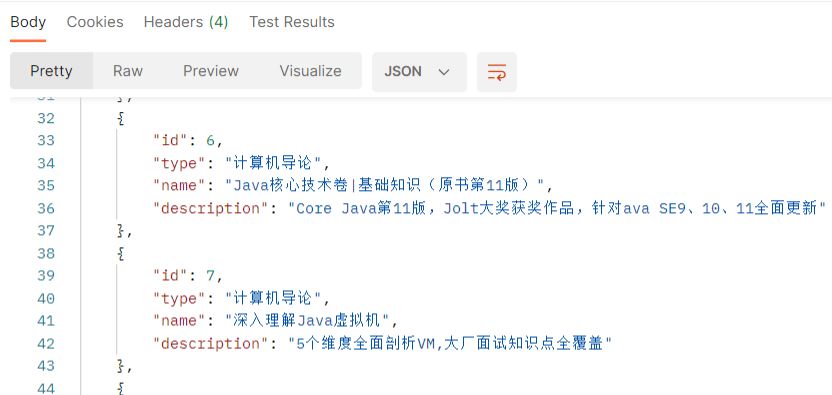 Body Cookies Headers (4) Test Results
Pretty Raw Preview Visualize JSON
31 },
32 {
33 "id": 6,
34 "type": "计算机导论",
35 "name": "Java核心技术卷|基础知识（原书第11版）",
36 "description": "Core Java第11版，Jolt大奖获奖作品，针对ava SE9、10、11全面更新"
37 },
38 {
39 "id": 7,
40 "type": "计算机导论",
41 "name": "深入理解Java虚拟机",
42 "description": "5个维度全面剖析VM,大厂面试知识点全覆盖"
43 },
44 {